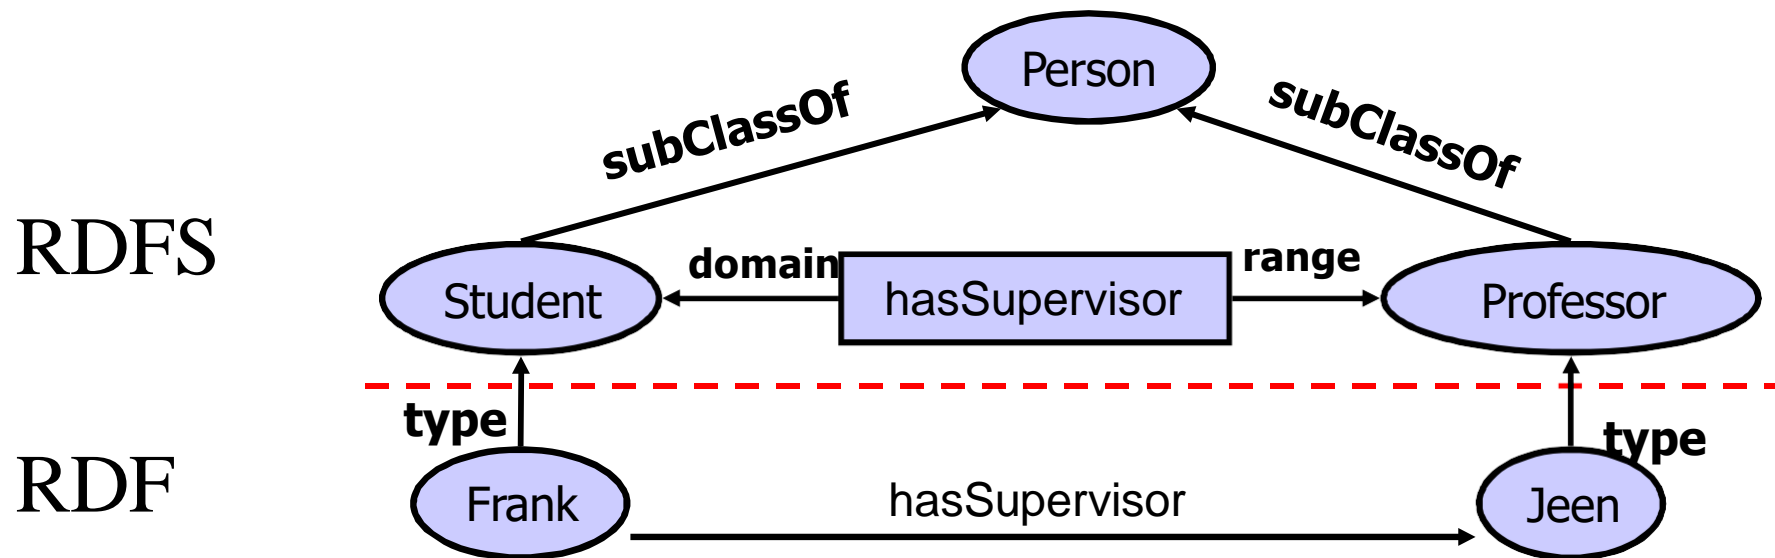 Person
subClassOf
subClassOf
RDFS
domain
range
Student
hasSupervisor
Professor
type
type
RDF
Frank
hasSupervisor
Jeen